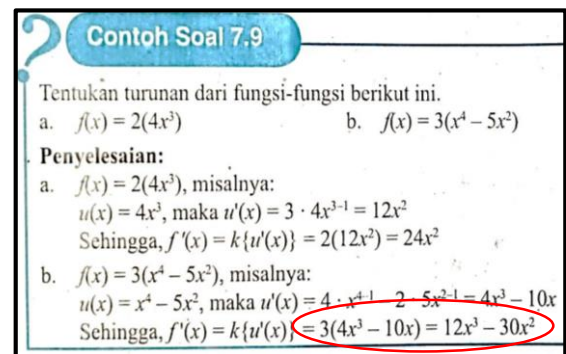 ?
Contoh Soal 7.9
Tentukan turunan dari fungsi-fungsi berikut ini.
a. f(x) = 2(4x³) b. f(x) = 3(x⁴ – 5x²)
Penyelesaian:
a. f(x) = 2(4x³), misalnya:
u(x) = 4x³, maka u'(x) = 3 · 4x³⁻¹ = 12x²
Sehingga, f'(x) = k{u'(x)} = 2(12x²) = 24x²
b. f(x) = 3(x⁴ – 5x²), misalnya:
u(x) = x⁴ – 5x², maka u'(x) = 4 · x⁴⁻¹ – 2 · 5x²⁻¹ = 4x³ – 10x
Sehingga, f'(x) = k{u'(x)} = 3(4x³ – 10x) = 12x³ – 30x²